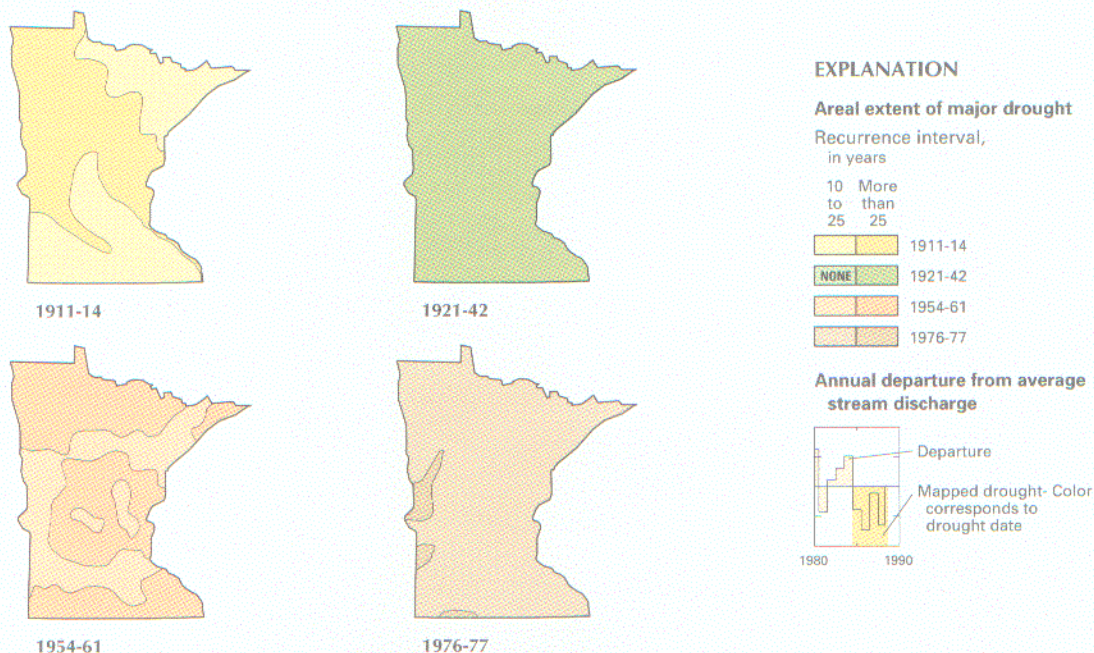 1911-14
1921-42
1954-61
1976-77
EXPLANATION
Areal extent of major drought
Recurrence interval,
in years
10 More
to than
25 25
1911-14
NONE 1921-42
1954-61
1976-77
Annual departure from average
stream discharge
Departure
Mapped drought- Color
corresponds to
drought date
1980 1990